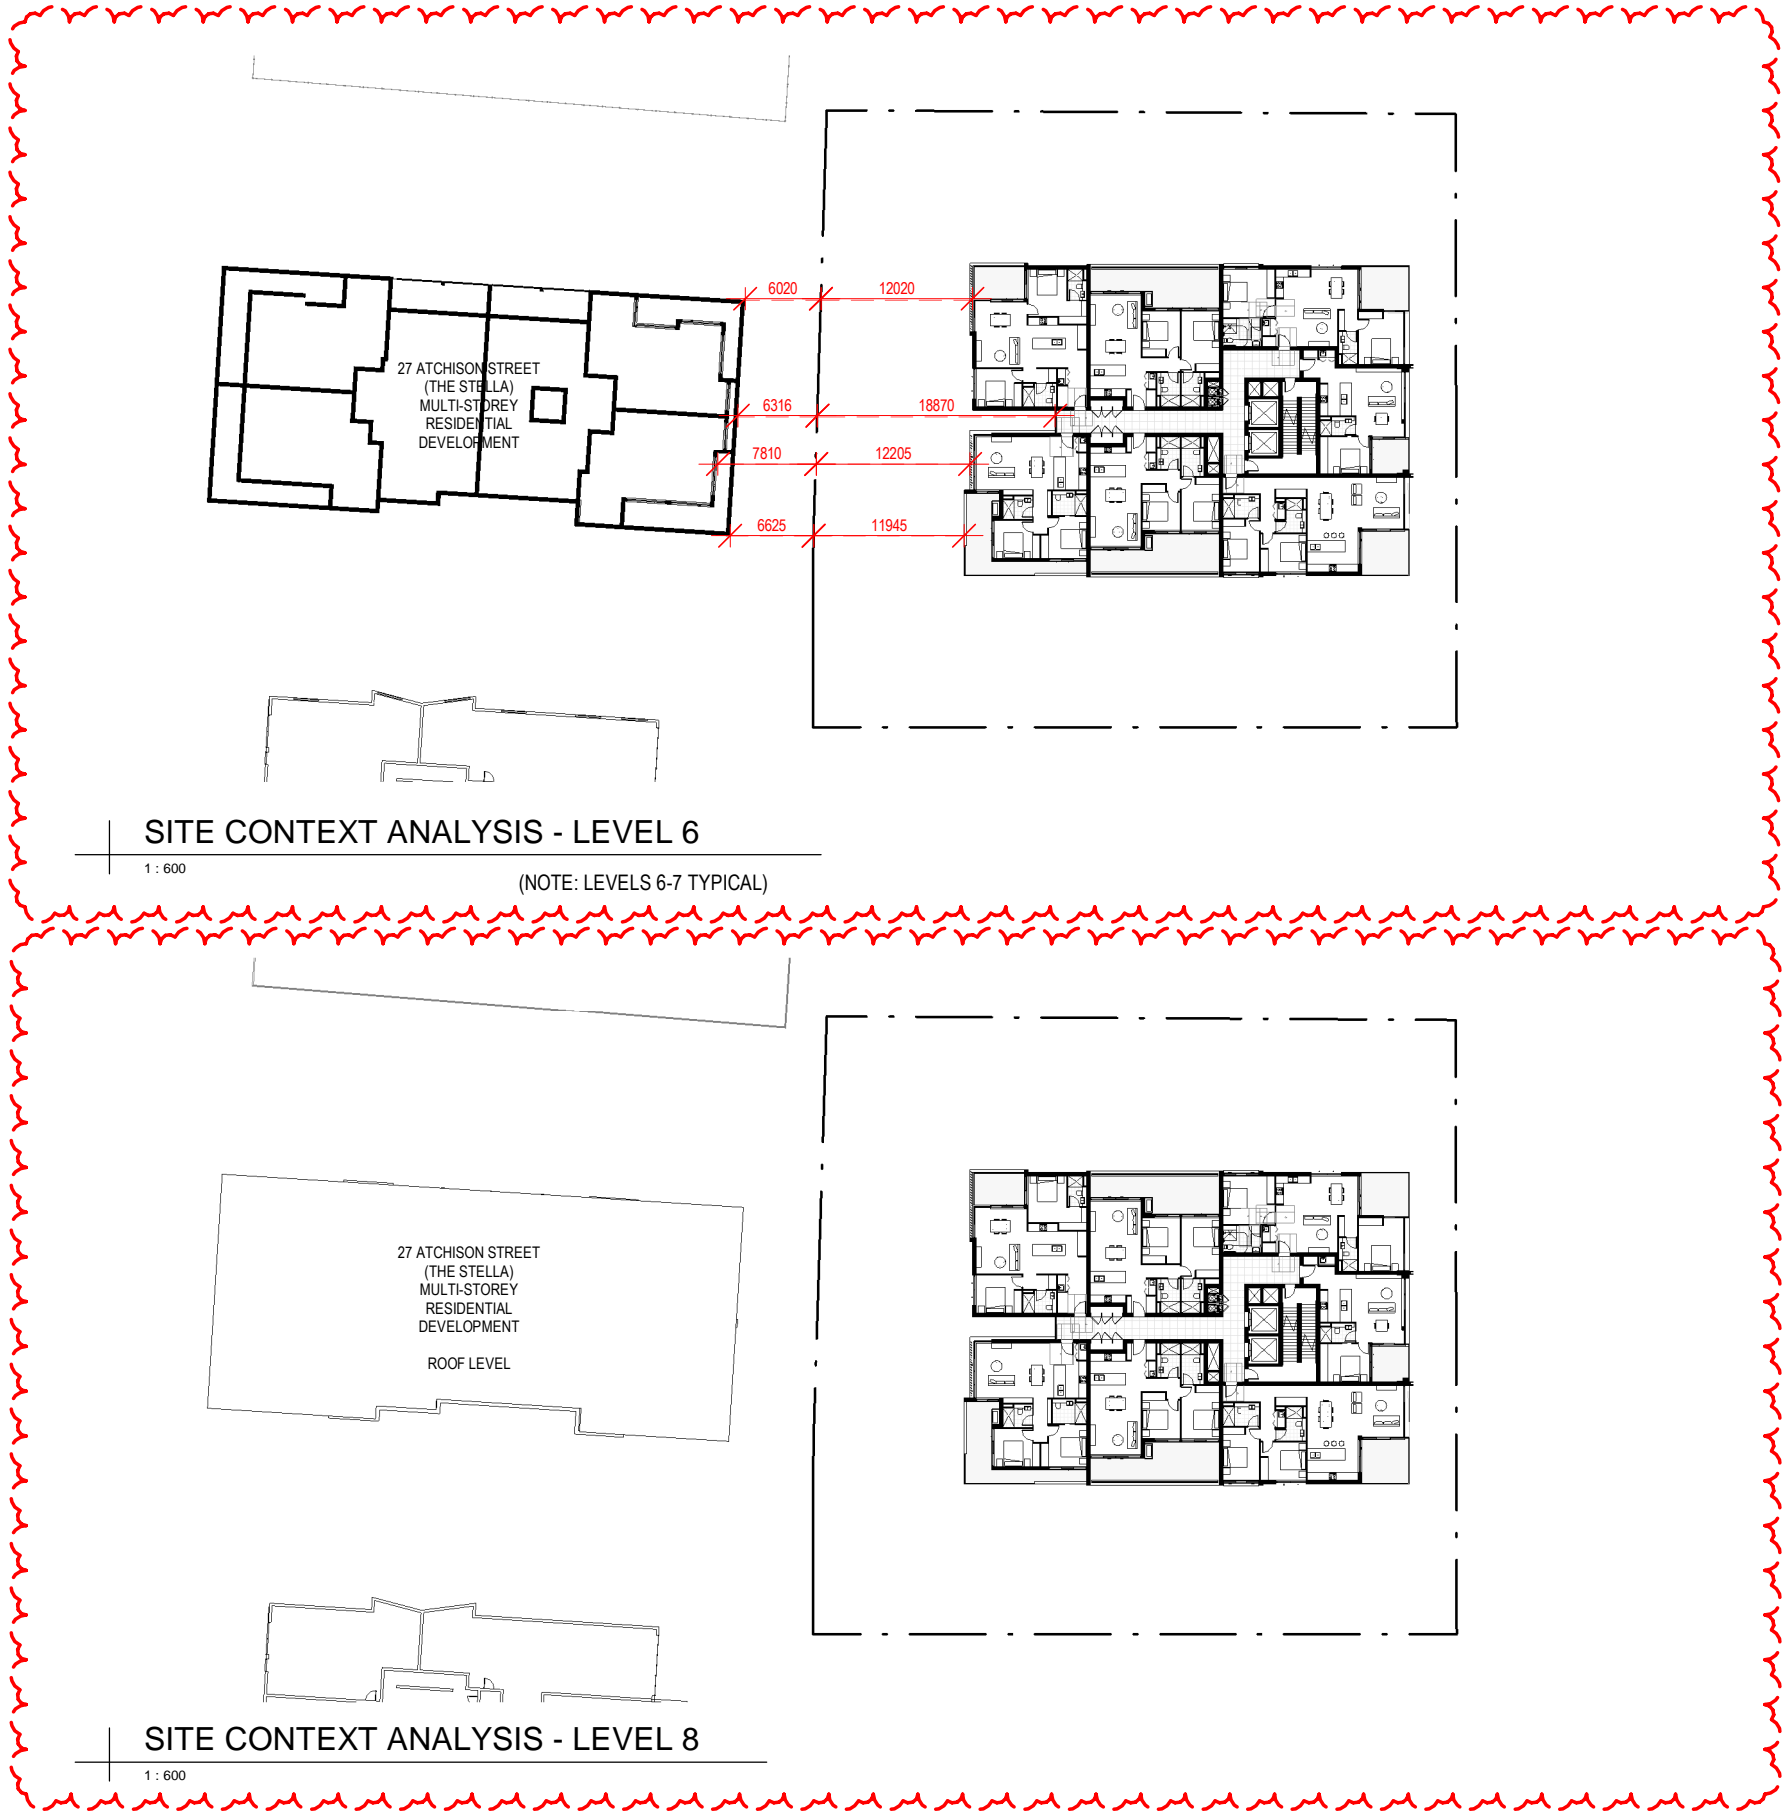 6020 12020
27 ATCHISON STREET
(THE STELLA)
MULTI-STOREY
RESIDENTIAL
DEVELOPMENT
6316 18870
7810 12205
6625 11945
SITE CONTEXT ANALYSIS - LEVEL 6
1 : 600
(NOTE: LEVELS 6-7 TYPICAL)
27 ATCHISON STREET
(THE STELLA)
MULTI-STOREY
RESIDENTIAL
DEVELOPMENT
ROOF LEVEL
SITE CONTEXT ANALYSIS - LEVEL 8
1 : 600